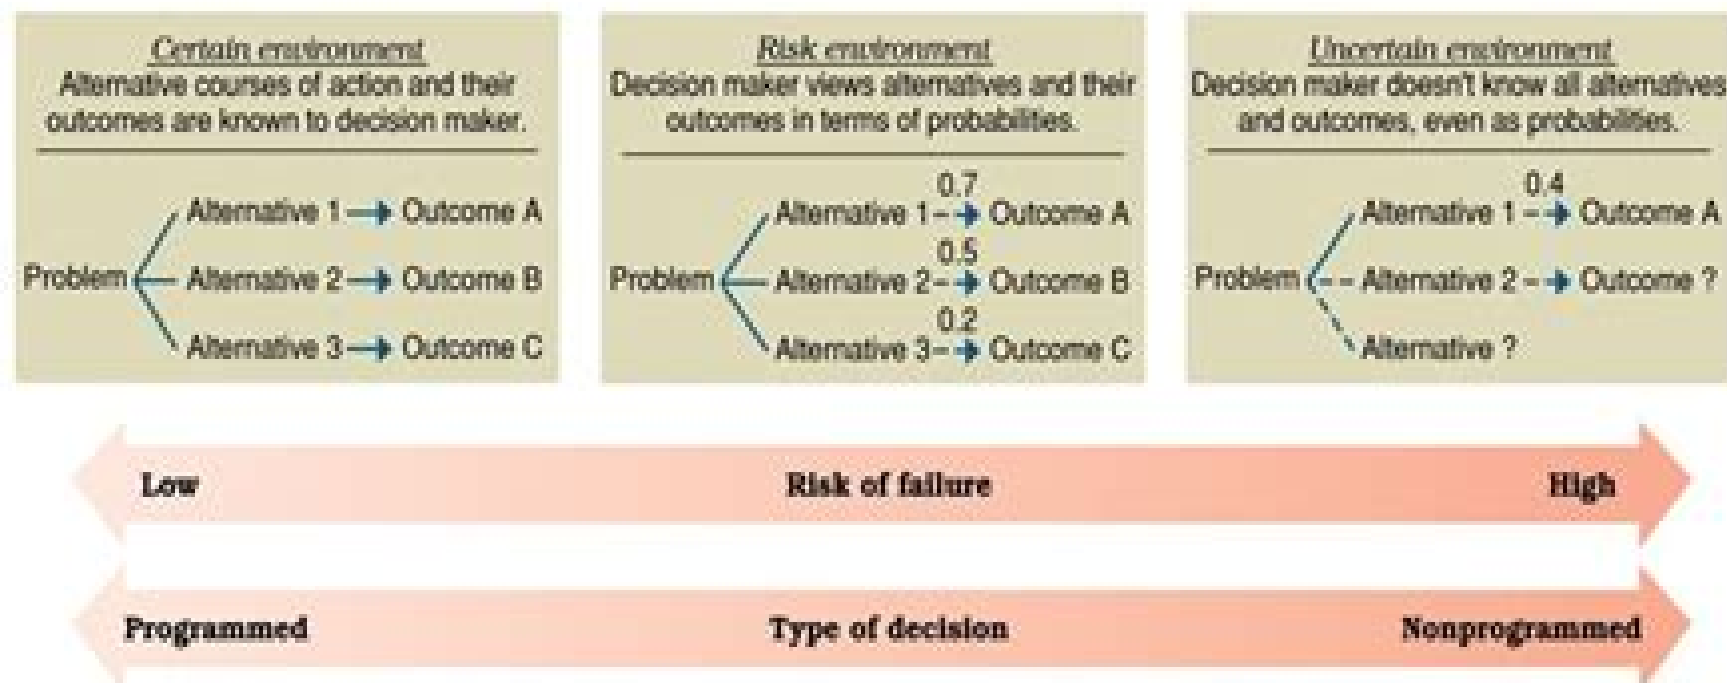 Certain environment
Alternative courses of action and their
outcomes are known to decision maker.
Alternative 1 Outcome A
Problem Alternative 2 Outcome B
Alternative 3 Outcome C
Risk environment
Decision maker views alternatives and their
outcomes in terms of probabilities.
0.7
Alternative 1 Outcome A
0.5
Problem Alternative 2 Outcome B
0.2
Alternative 3 Outcome C
Uncertain environment
Decision maker doesn't know all alternatives
and outcomes, even as probabilities.
0.4
Alternative 1 Outcome A
Problem Alternative 2 Outcome ?
Alternative ?
Low Risk of failure High
Programmed Type of decision Nonprogrammed